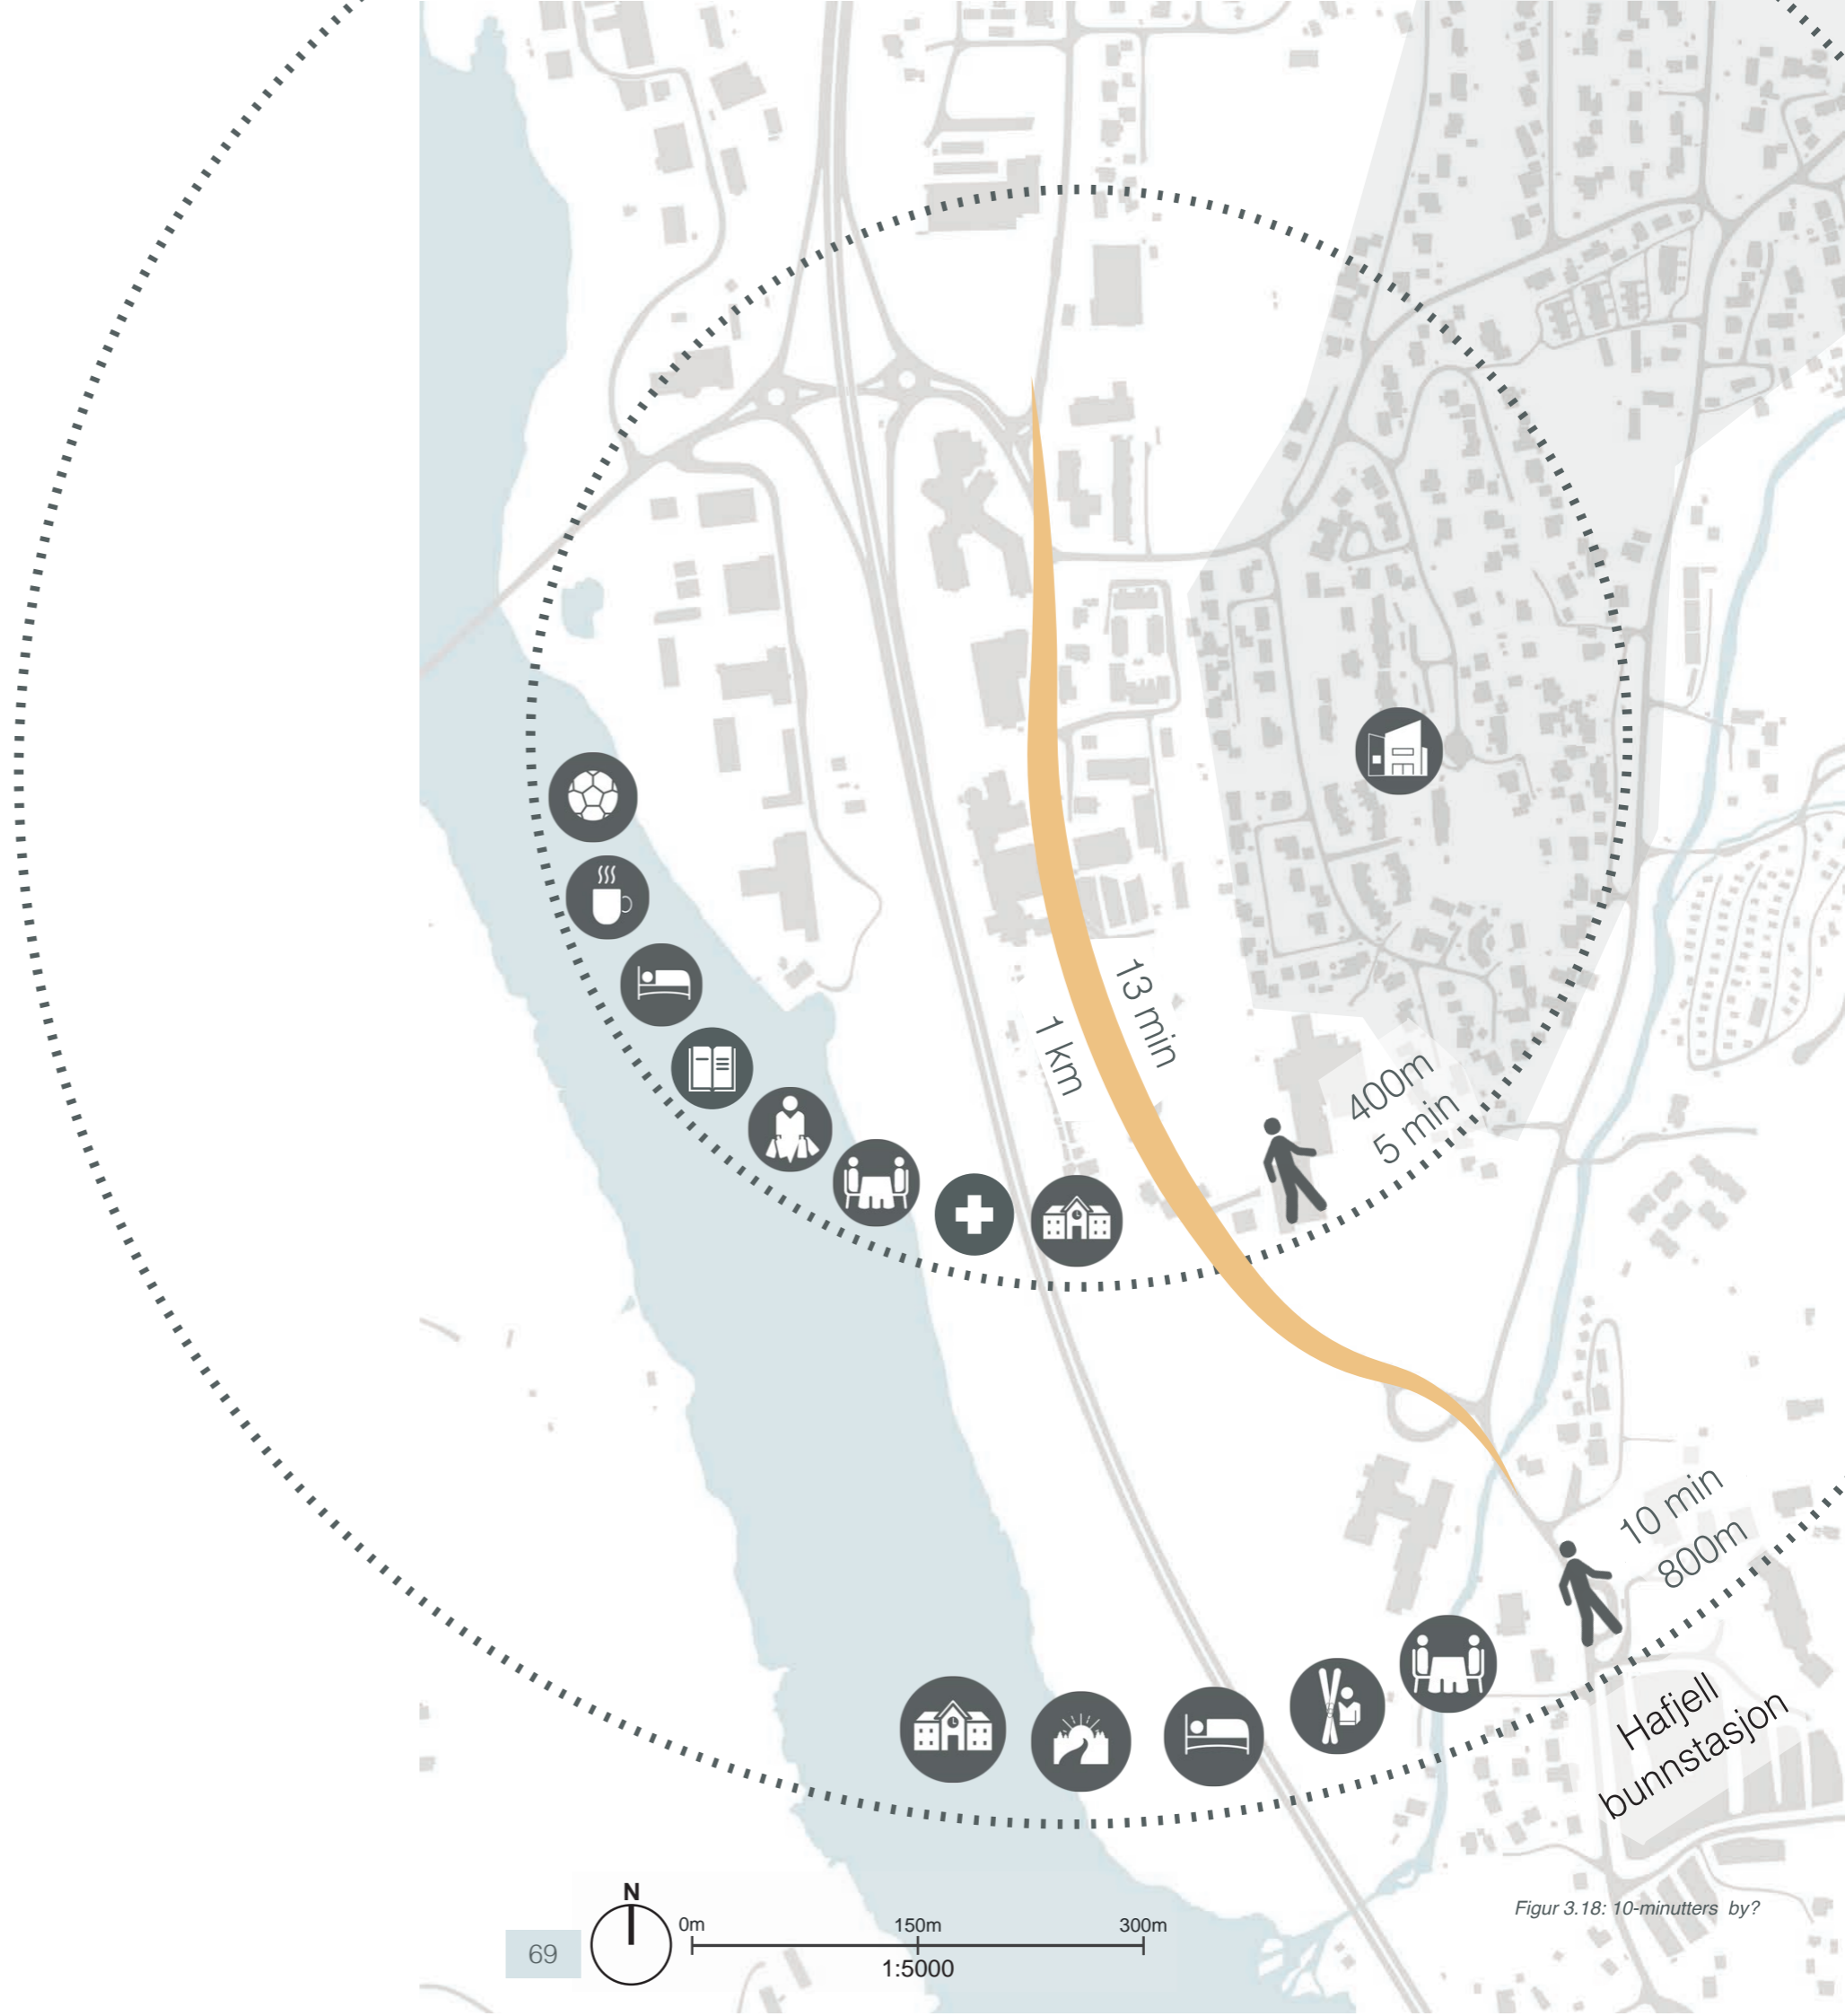 13 min
1 km
400m
5 min
10 min
800m
Hafjell
bunnstasjon
Figur 3.18: 10-minutters by?
N
0m 150m 300m
1:5000
69